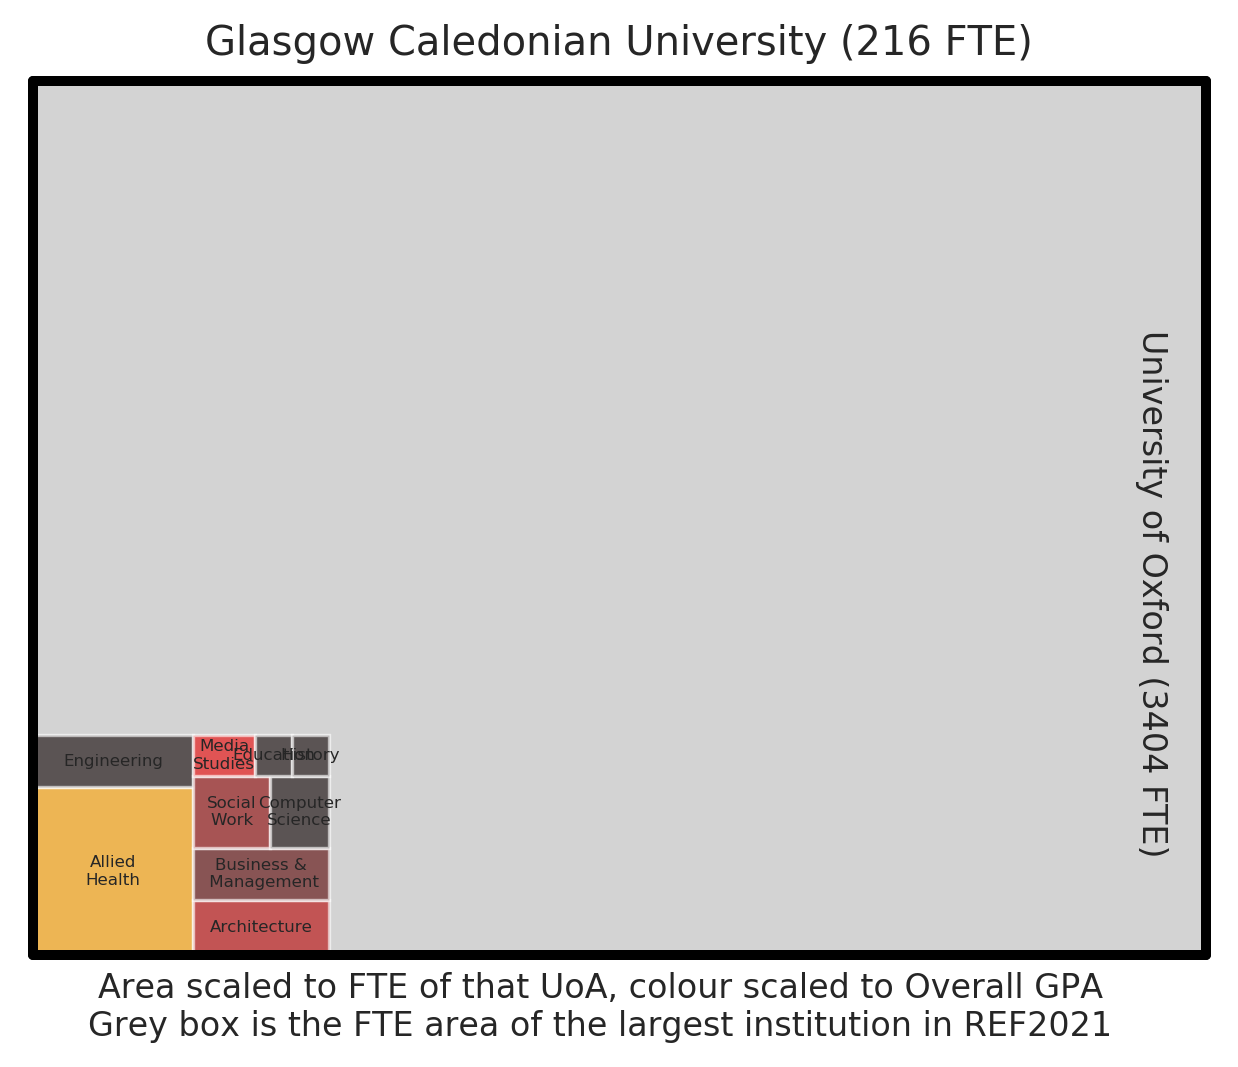 Glasgow Caledonian University (216 FTE)
University of Oxford (3404 FTE)
Engineering
Media
Studies
Education
History
Social
Work
Computer
Science
Allied
Health
Business &
Management
Architecture
Area scaled to FTE of that UoA, colour scaled to Overall GPA
Grey box is the FTE area of the largest institution in REF2021